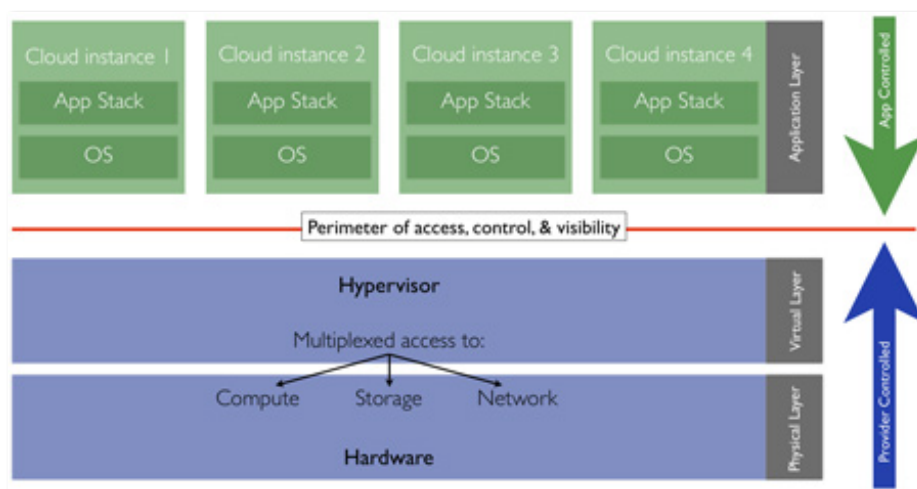 Cloud instance 1
App Stack
OS
Cloud instance 2
App Stack
OS
Cloud instance 3
App Stack
OS
Cloud instance 4
App Stack
OS
Application Layer
App Controlled
Perimeter of access, control, & visibility
Hypervisor
Multiplexed access to:
Virtual Layer
Compute
Storage
Network
Hardware
Physical Layer
Provider Controlled